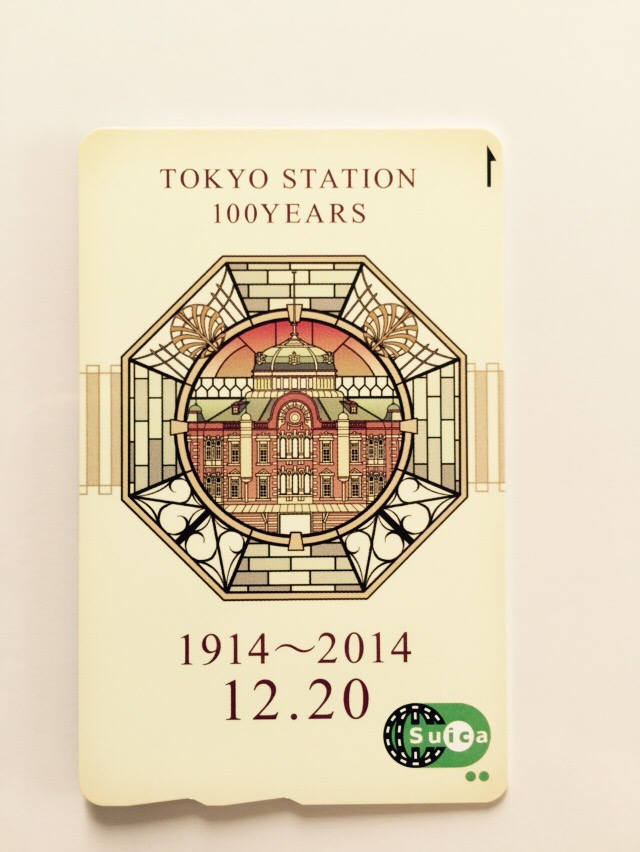 TOKYO STATION
100YEARS
1914～2014
12.20
Suica